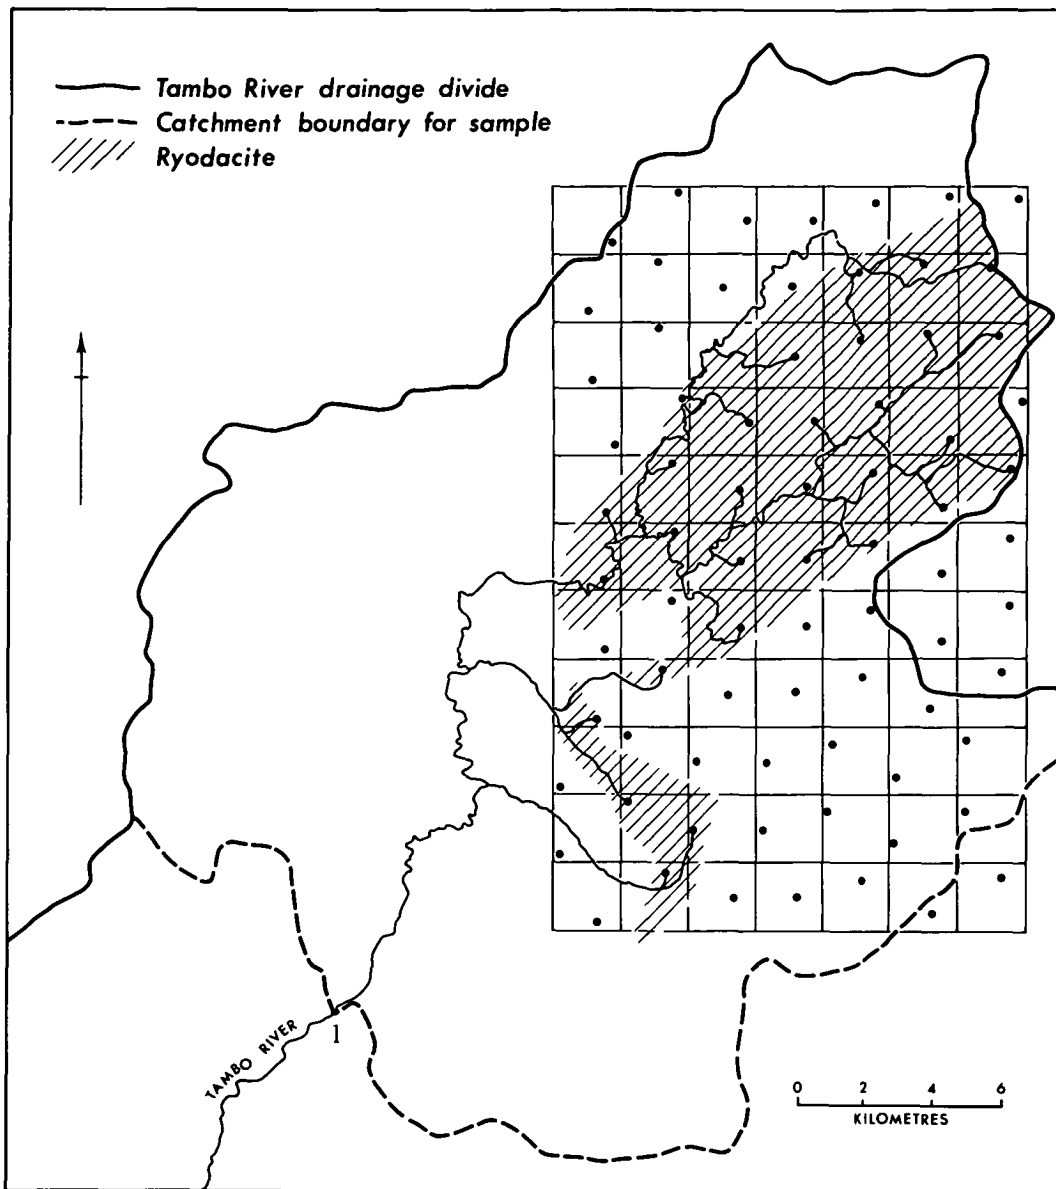 Tambo River drainage divide
Catchment boundary for sample
Ryodacite
1
TAMBO RIVER
0 2 4 6
KILOMETRES